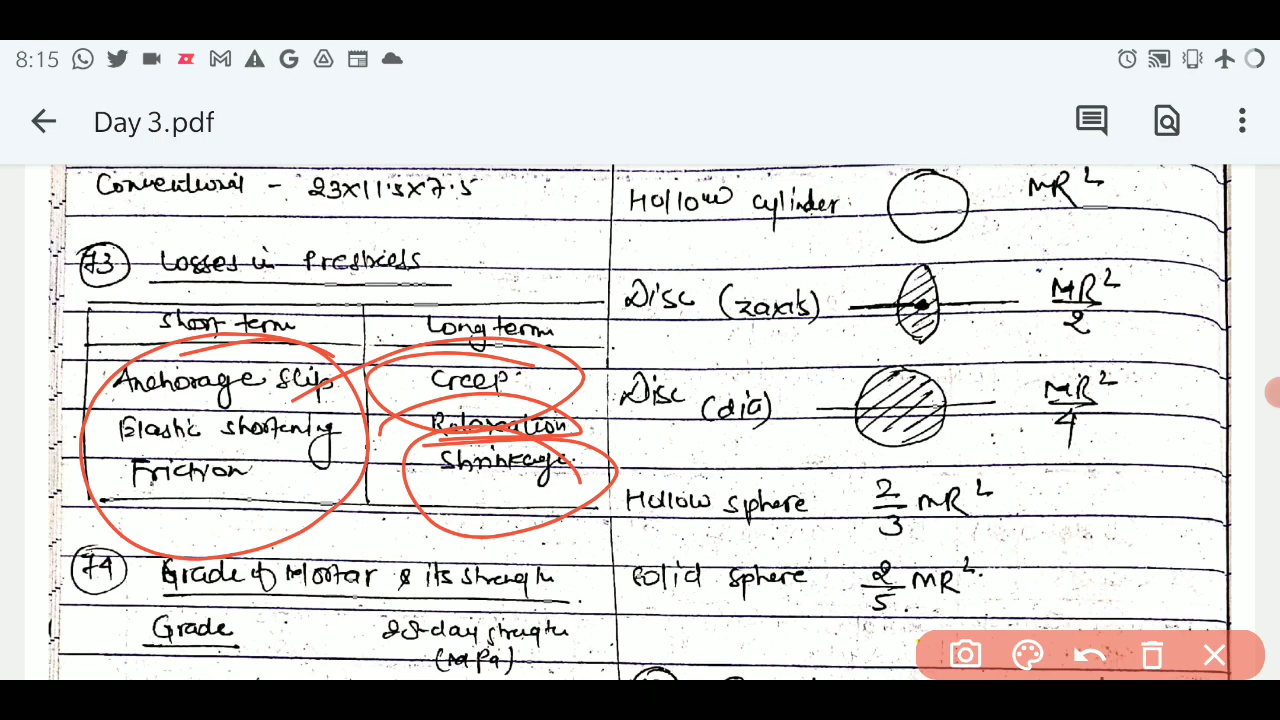 8:15
Day 3.pdf
Conventional - 23x11.5x7.5
73 Losses in Prestress
Short term Long term
Anchorage slip Creep
Elastic shortening Relaxation
Friction Shrinkage
74 Grade of Mortar & its strength
Grade 28-day strength
(MPa)
Hollow cylinder MR²
Disc (zaxis) MR²/2
Disc (dia) MR²/4
Hollow sphere 2/3 MR²
Solid sphere 2/5 MR²